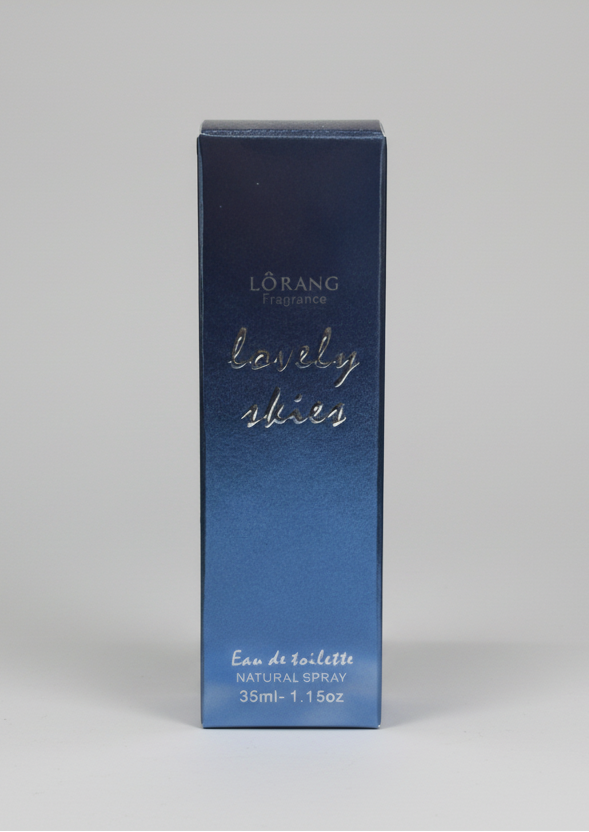 LÔRANG
Fragrance
lovely
skies
Eau de toilette
NATURAL SPRAY
35ml- 1.15oz